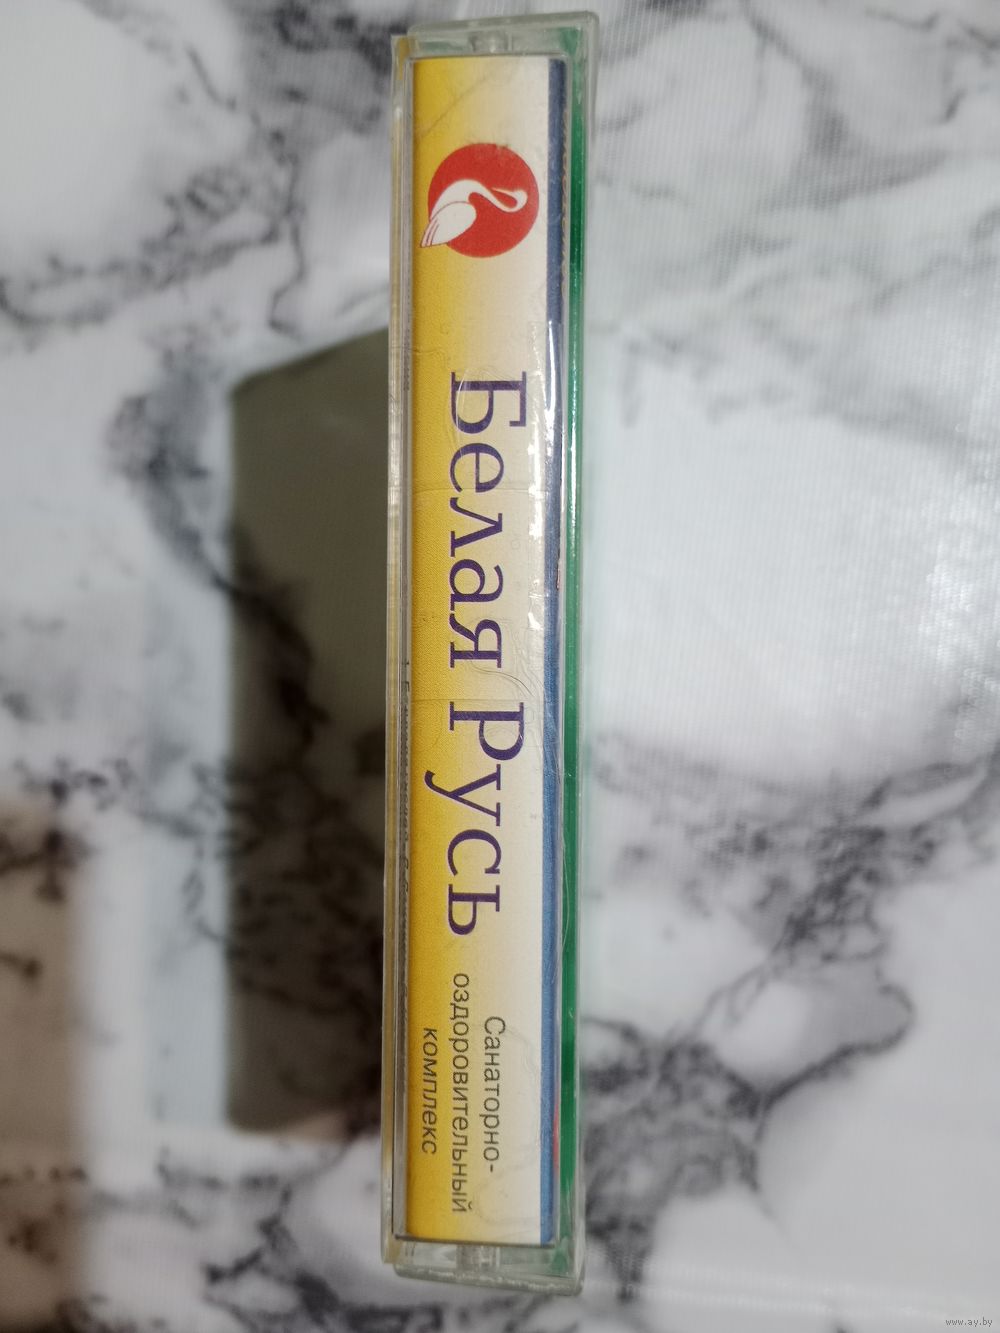 Белая Русь
Санаторно-
оздоровительный
комплекс
www.ay.by